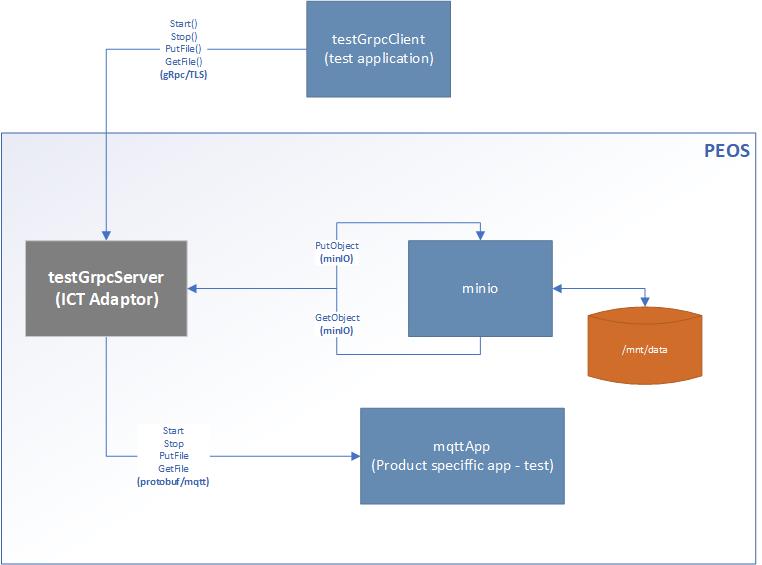 Start()
Stop()
PutFile()
GetFile()
(gRpc/TLS)
testGrpcClient
(test application)
PEOS
testGrpcServer
(ICT Adaptor)
PutObject
(minIO)
GetObject
(minIO)
minio
/mnt/data
Start
Stop
PutFile
GetFile
(protobuf/mqtt)
mqttApp
(Product speciffic app - test)